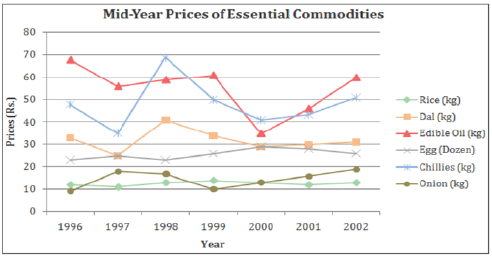 Mid-Year Prices of Essential Commodities
80
70
60
50
40
30
20
10
0
Prices (Rs.)
1996 1997 1998 1999 2000 2001 2002
Year
Rice (kg)
Dal (kg)
Edible Oil (kg)
Egg (Dozen)
Chillies (kg)
Onion (kg)